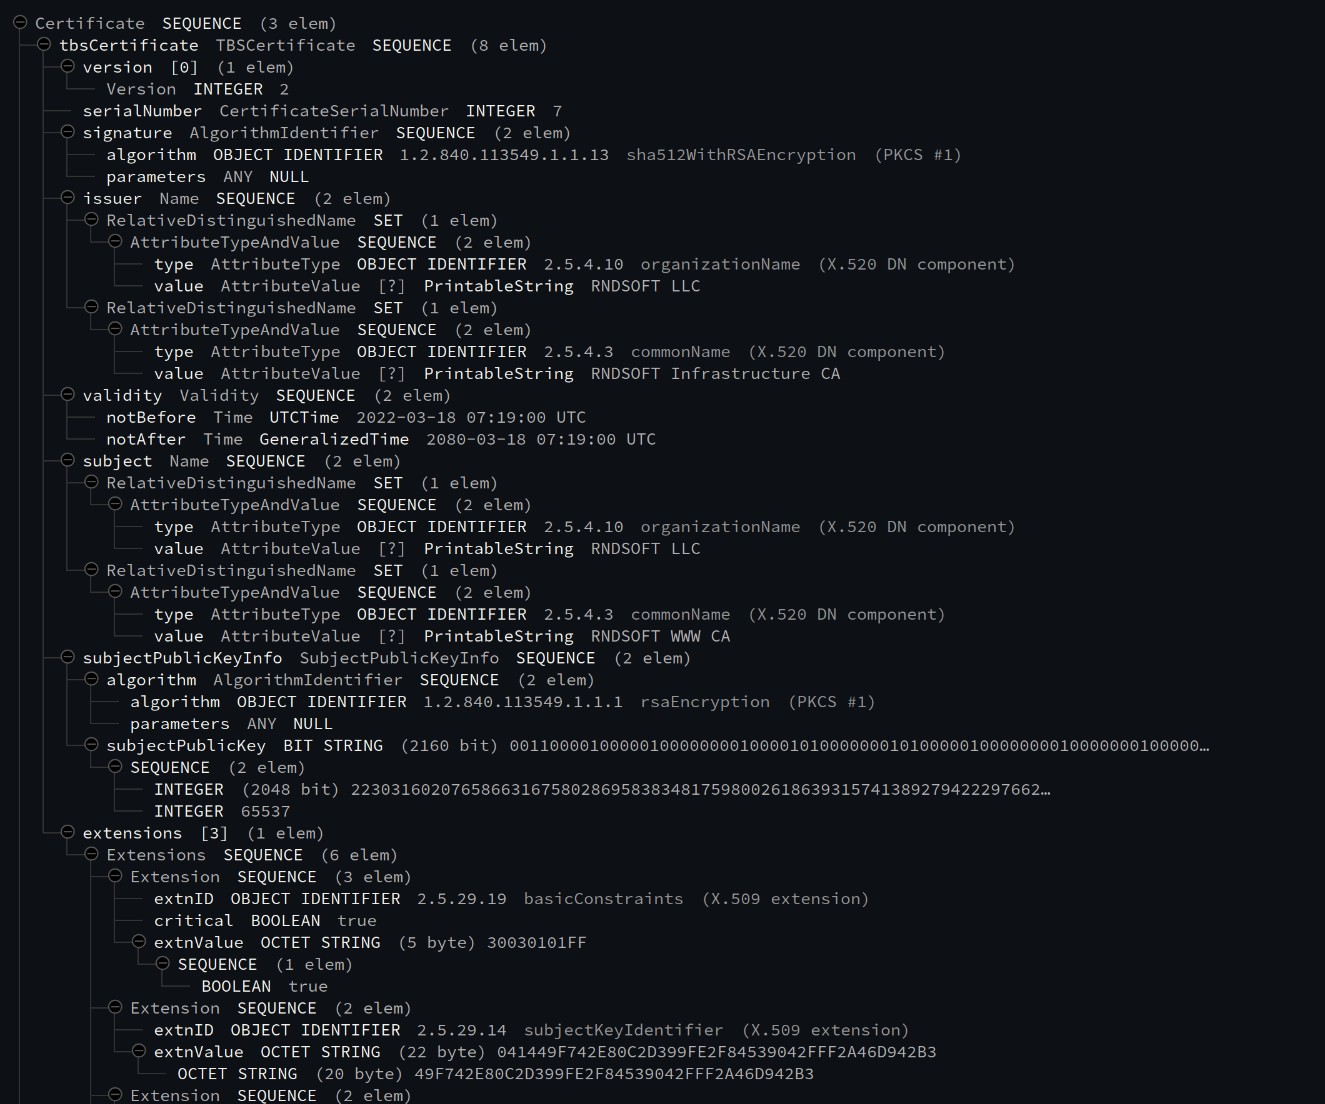 Certificate SEQUENCE (3 elem)
tbsCertificate TBSCertificate SEQUENCE (8 elem)
version [0] (1 elem)
Version INTEGER 2
serialNumber CertificateSerialNumber INTEGER 7
signature AlgorithmIdentifier SEQUENCE (2 elem)
algorithm OBJECT IDENTIFIER 1.2.840.113549.1.1.13 sha512WithRSAEncryption (PKCS #1)
parameters ANY NULL
issuer Name SEQUENCE (2 elem)
RelativeDistinguishedName SET (1 elem)
AttributeTypeAndValue SEQUENCE (2 elem)
type AttributeType OBJECT IDENTIFIER 2.5.4.10 organizationName (X.520 DN component)
value AttributeValue [?] PrintableString RNDSOFT LLC
RelativeDistinguishedName SET (1 elem)
AttributeTypeAndValue SEQUENCE (2 elem)
type AttributeType OBJECT IDENTIFIER 2.5.4.3 commonName (X.520 DN component)
value AttributeValue [?] PrintableString RNDSOFT Infrastructure CA
validity Validity SEQUENCE (2 elem)
notBefore Time UTCTime 2022-03-18 07:19:00 UTC
notAfter Time GeneralizedTime 2080-03-18 07:19:00 UTC
subject Name SEQUENCE (2 elem)
RelativeDistinguishedName SET (1 elem)
AttributeTypeAndValue SEQUENCE (2 elem)
type AttributeType OBJECT IDENTIFIER 2.5.4.10 organizationName (X.520 DN component)
value AttributeValue [?] PrintableString RNDSOFT LLC
RelativeDistinguishedName SET (1 elem)
AttributeTypeAndValue SEQUENCE (2 elem)
type AttributeType OBJECT IDENTIFIER 2.5.4.3 commonName (X.520 DN component)
value AttributeValue [?] PrintableString RNDSOFT WWW CA
subjectPublicKeyInfo SubjectPublicKeyInfo SEQUENCE (2 elem)
algorithm AlgorithmIdentifier SEQUENCE (2 elem)
algorithm OBJECT IDENTIFIER 1.2.840.113549.1.1.1 rsaEncryption (PKCS #1)
parameters ANY NULL
subjectPublicKey BIT STRING (2160 bit) 0011000010000010000000010000101000000010100000100000000100000000100000…
SEQUENCE (2 elem)
INTEGER (2048 bit) 223031602076586631675802869583834817598002618639315741389279422297662…
INTEGER 65537
extensions [3] (1 elem)
Extensions SEQUENCE (6 elem)
Extension SEQUENCE (3 elem)
extnID OBJECT IDENTIFIER 2.5.29.19 basicConstraints (X.509 extension)
critical BOOLEAN true
extnValue OCTET STRING (5 byte) 30030101FF
SEQUENCE (1 elem)
BOOLEAN true
Extension SEQUENCE (2 elem)
extnID OBJECT IDENTIFIER 2.5.29.14 subjectKeyIdentifier (X.509 extension)
extnValue OCTET STRING (22 byte) 041449F742E80C2D399FE2F84539042FFF2A46D942B3
OCTET STRING (20 byte) 49F742E80C2D399FE2F84539042FFF2A46D942B3
Extension SEQUENCE (2 elem)